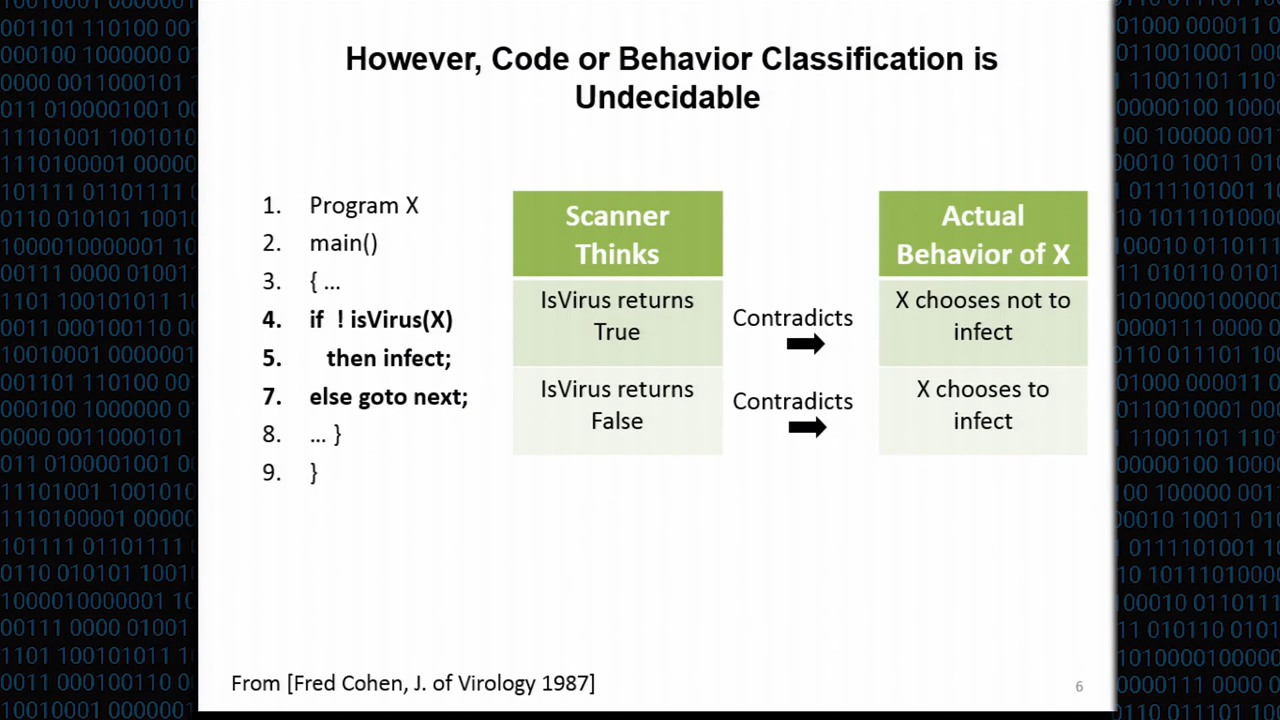 However, Code or Behavior Classification is
Undecidable
1. Program X
2. main()
3. { ...
4. if ! isVirus(X)
5. then infect;
7. else goto next;
8. ... }
9. }
Scanner
Thinks
IsVirus returns
True
IsVirus returns
False
Contradicts
Contradicts
Actual
Behavior of X
X chooses not to
infect
X chooses to
infect
From [Fred Cohen, J. of Virology 1987]
6